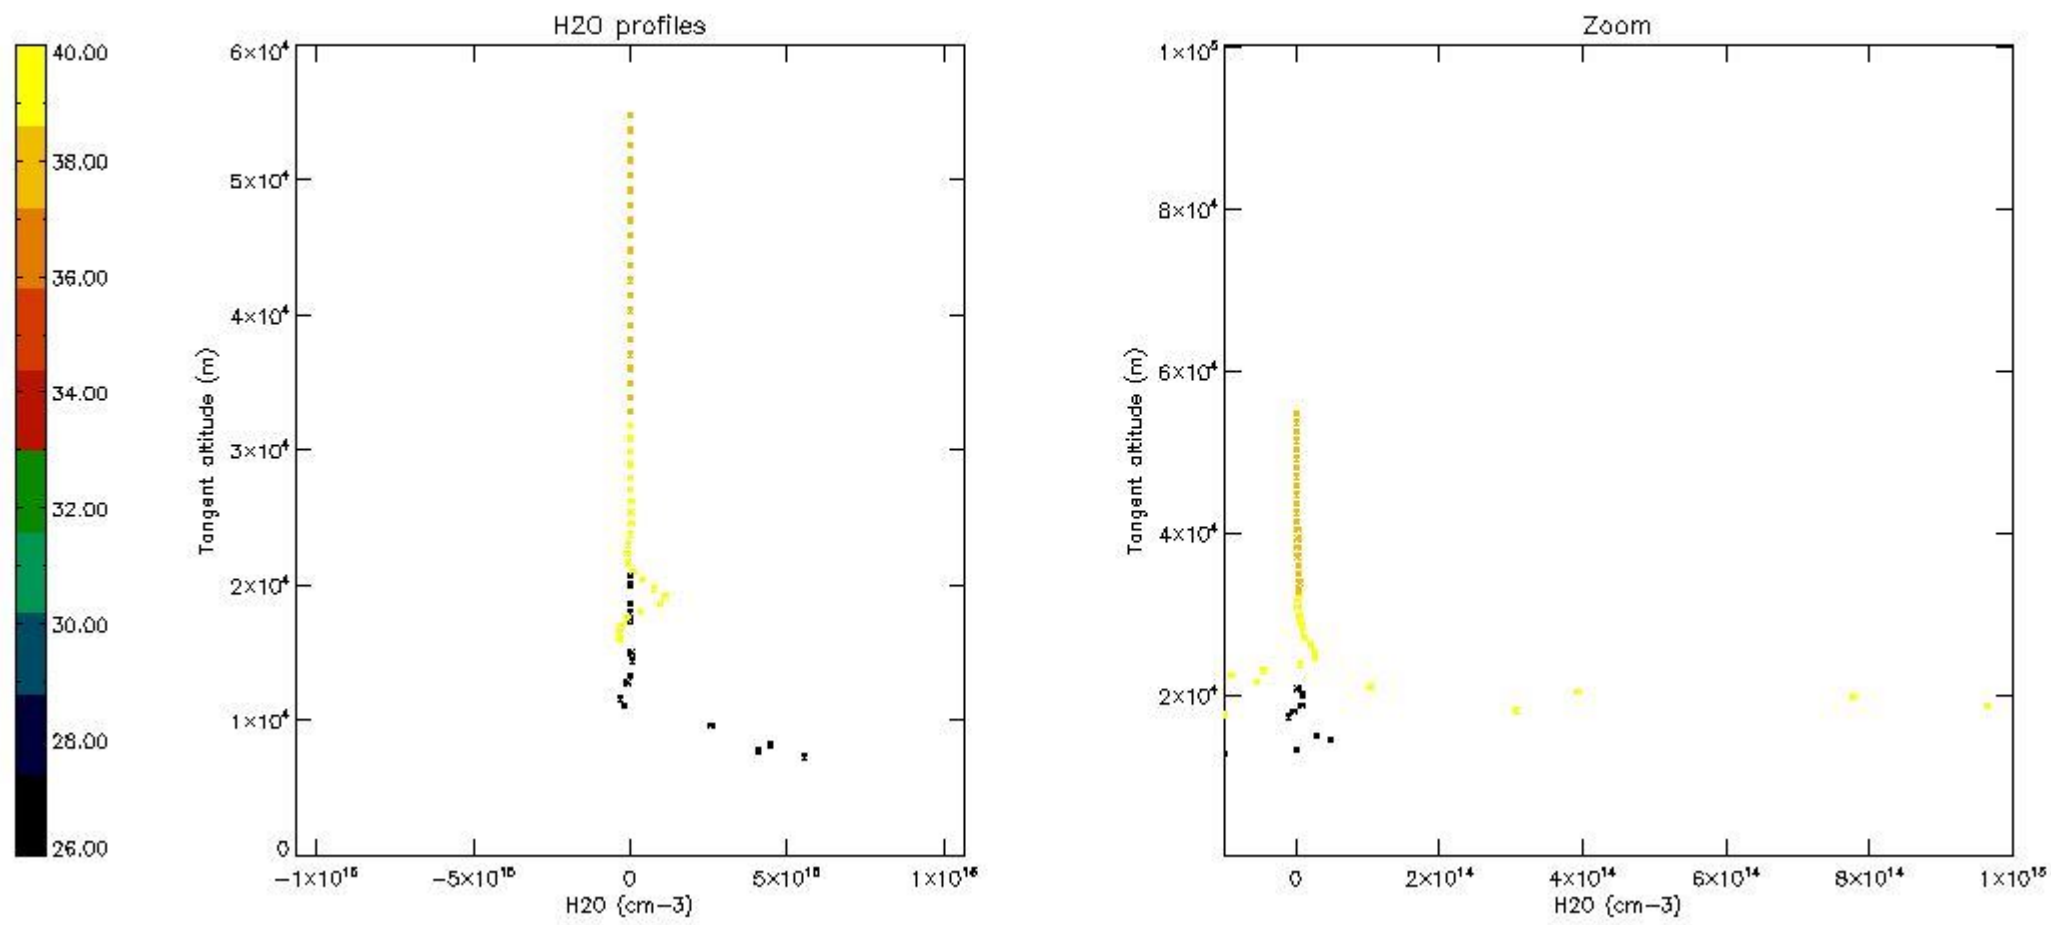 H2O profiles
40.00
38.00
36.00
34.00
32.00
30.00
28.00
26.00
6×10⁴
5×10⁴
4×10⁴
3×10⁴
2×10⁴
1×10⁴
0
Tangent altitude (m)
−1×10¹⁶ −5×10¹⁵ 0 5×10¹⁵ 1×10¹⁶
H2O (cm−3)
Zoom
1×10⁵
8×10⁴
6×10⁴
4×10⁴
2×10⁴
Tangent altitude (m)
0 2×10¹⁴ 4×10¹⁴ 6×10¹⁴ 8×10¹⁴ 1×10¹⁵
H2O (cm−3)